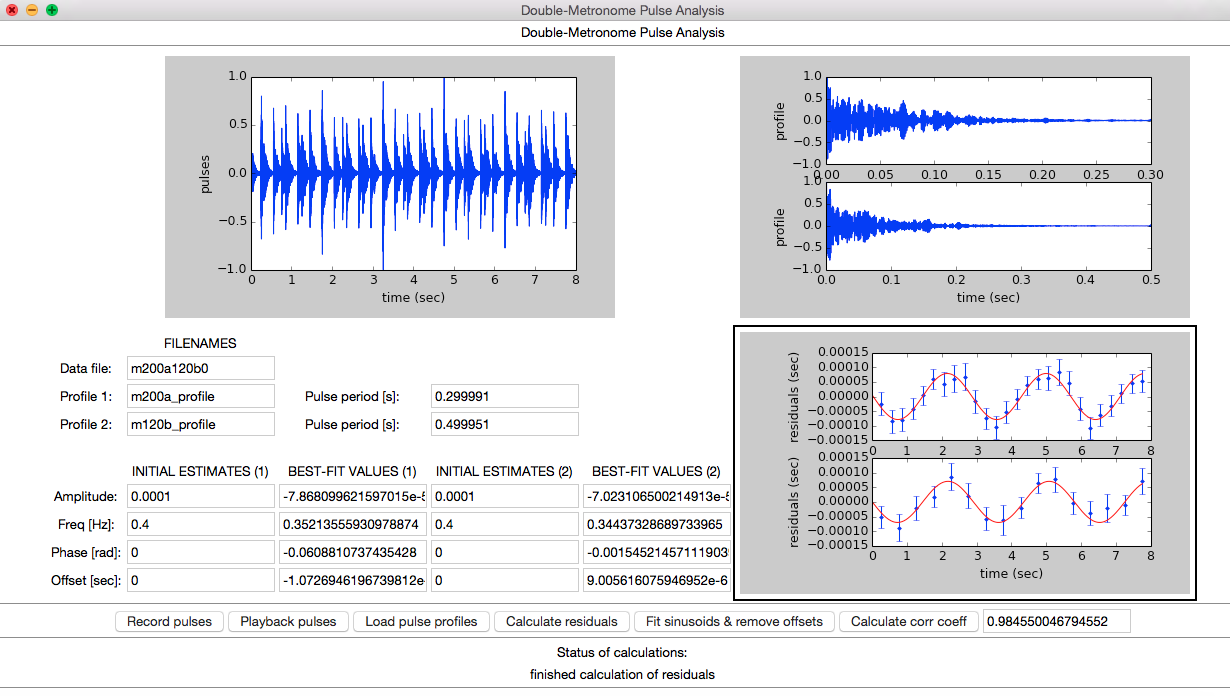 Double-Metronome Pulse Analysis
Double-Metronome Pulse Analysis
1.0
0.5
0.0
−0.5
−1.0
pulses
0 1 2 3 4 5 6 7 8
time (sec)
1.0
0.5
0.0
−0.5
−1.0
profile
0.00 0.05 0.10 0.15 0.20 0.25 0.30
1.0
0.5
0.0
−0.5
−1.0
profile
0.0 0.1 0.2 0.3 0.4 0.5
time (sec)
FILENAMES
Data file: m200a120b0
Profile 1: m200a_profile Pulse period [s]: 0.299991
Profile 2: m120b_profile Pulse period [s]: 0.499951
INITIAL ESTIMATES (1) BEST-FIT VALUES (1) INITIAL ESTIMATES (2) BEST-FIT VALUES (2)
Amplitude: 0.0001 -7.868099621597015e-5 0.0001 -7.023106500214913e-5
Freq [Hz]: 0.4 0.35213555930978874 0.4 0.34437328689733965
Phase [rad]: 0 -0.0608810737435428 0 -0.001545214571119039
Offset [sec]: 0 -1.0726946196739812e- 0 9.005616075946952e-6
0.00015
0.00010
0.00005
0.00000
−0.00005
−0.00010
−0.00015
residuals (sec)
0 1 2 3 4 5 6 7 8
0.00015
0.00010
0.00005
0.00000
−0.00005
−0.00010
−0.00015
residuals (sec)
0 1 2 3 4 5 6 7 8
time (sec)
Record pulses Playback pulses Load pulse profiles Calculate residuals Fit sinusoids & remove offsets Calculate corr coeff 0.984550046794552
Status of calculations:
finished calculation of residuals